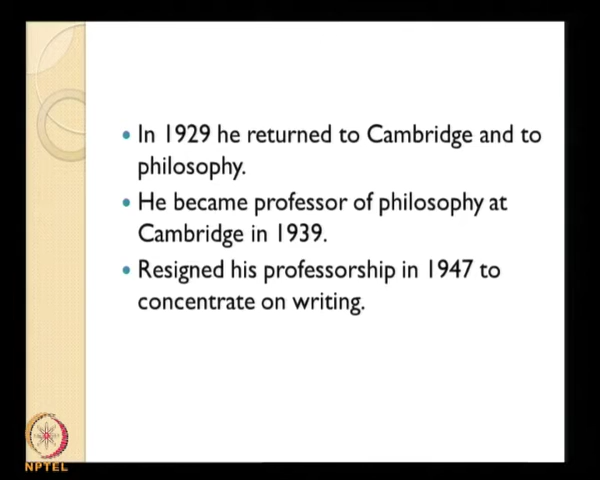 • In 1929 he returned to Cambridge and to
philosophy.
• He became professor of philosophy at
Cambridge in 1939.
• Resigned his professorship in 1947 to
concentrate on writing.
NPTEL